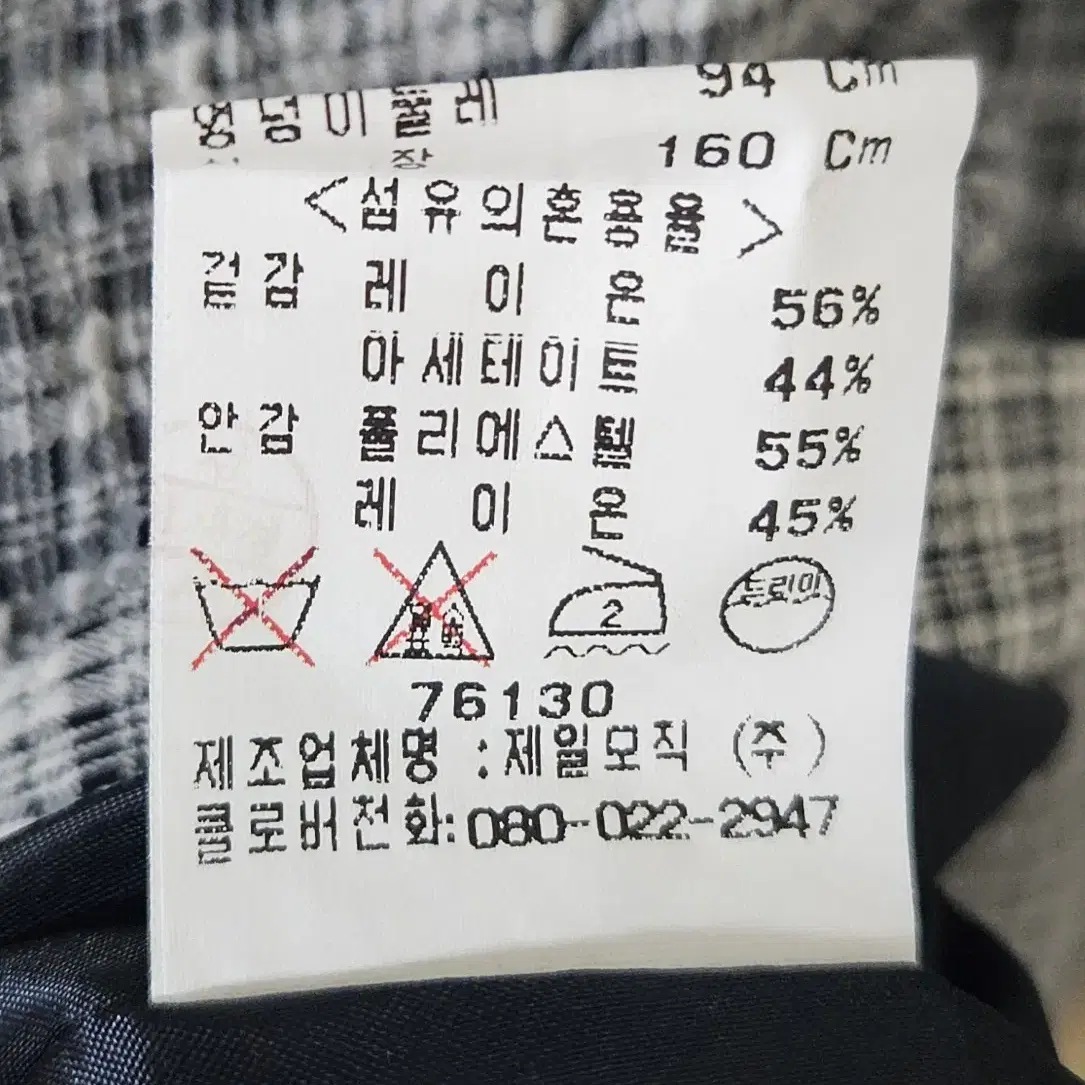 엉덩이둘레 94 Cm
신장 160 Cm
<섬유의혼용율>
겉감 레이온 56%
아세테이트 44%
안감 폴리에스텔 55%
레이온 45%
2 드라이
76130
제조업체명 :제일모직 (주)
클로버전화:080-022-2947